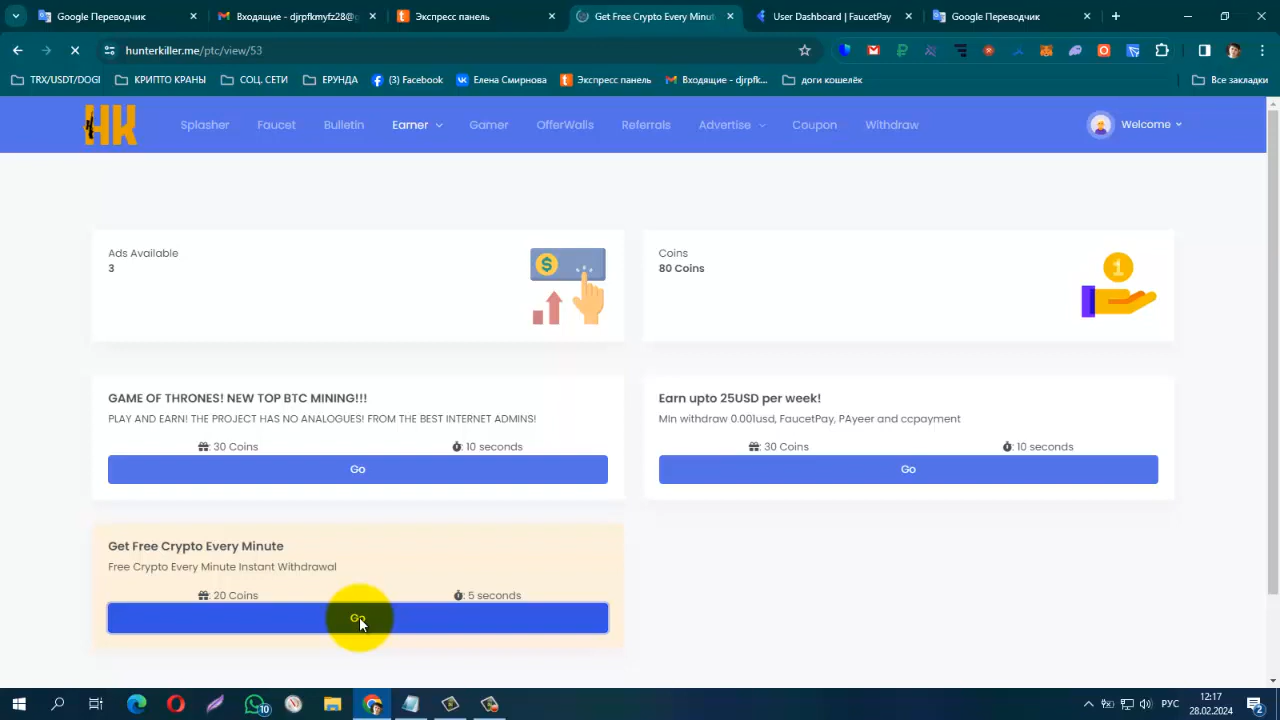 Google Переводчик
Входящие - djrpfkmyfz28@g
Экспресс панель
Get Free Crypto Every Minu
User Dashboard | FaucetPay
Google Переводчик
hunterkiller.me/ptc/view/53
TRX/USDT/DOGI
КРИПТО КРАНЫ
СОЦ. СЕТИ
ЕРУНДА
(3) Facebook
Елена Смирнова
Экспресс панель
Входящие - djrpfk...
доги кошелёк
Все закладки
HK
Splasher
Faucet
Bulletin
Earner
Gamer
OfferWalls
Referrals
Advertise
Coupon
Withdraw
Welcome
Ads Available
3
Coins
80 Coins
GAME OF THRONES! NEW TOP BTC MINING!!!
PLAY AND EARN! THE PROJECT HAS NO ANALOGUES! FROM THE BEST INTERNET ADMINS!
: 30 Coins
: 10 seconds
Go
Earn upto 25USD per week!
Min withdraw 0.001usd, FaucetPay, PAyeer and ccpayment
: 30 Coins
: 10 seconds
Go
Get Free Crypto Every Minute
Free Crypto Every Minute Instant Withdrawal
: 20 Coins
: 5 seconds
Go
10
РУС
12:17
28.02.2024
2